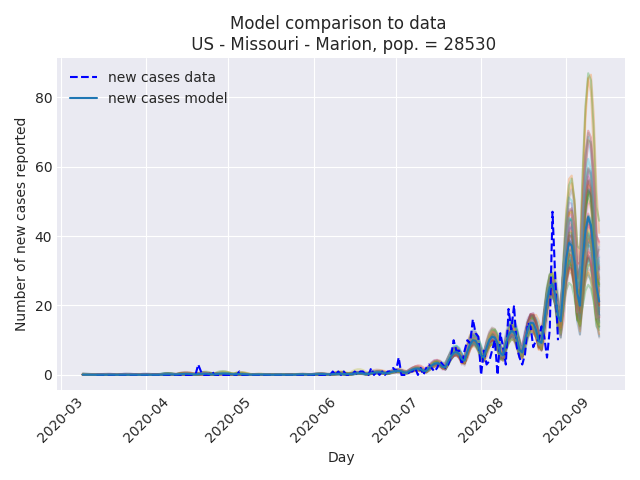 Model comparison to data
US - Missouri - Marion, pop. = 28530
new cases data
new cases model
Number of new cases reported
80
60
40
20
0
2020-03
2020-04
2020-05
2020-06
2020-07
2020-08
2020-09
Day